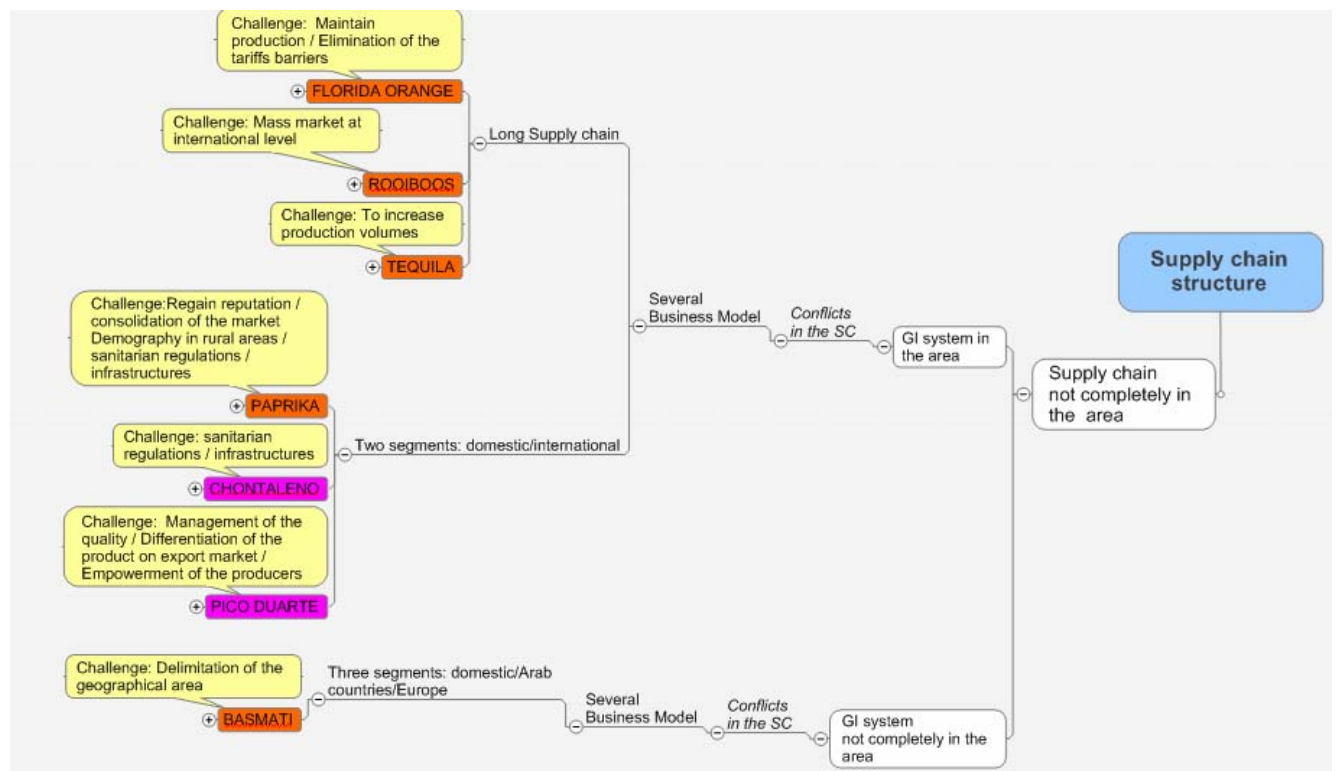 Challenge: Maintain
production / Elimination of the
tariffs barriers
FLORIDA ORANGE
Challenge: Mass market at
international level
ROOIBOOS
Challenge: To increase
production volumes
TEQUILA
Long Supply chain
Challenge:Regain reputation /
consolidation of the market
Demography in rural areas /
sanitarian regulations /
infrastructures
PAPRIKA
Challenge: sanitarian
regulations / infrastructures
CHONTALENO
Challenge: Management of the
quality / Differentiation of the
product on export market /
Empowerment of the producers
PICO DUARTE
Two segments: domestic/international
Several
Business Model
Conflicts
in the SC
GI system in
the area
Challenge: Delimitation of the
geographical area
BASMATI
Three segments: domestic/Arab
countries/Europe
Several
Business Model
Conflicts
in the SC
GI system
not completely in the
area
Supply chain
not completely in
the area
Supply chain
structure